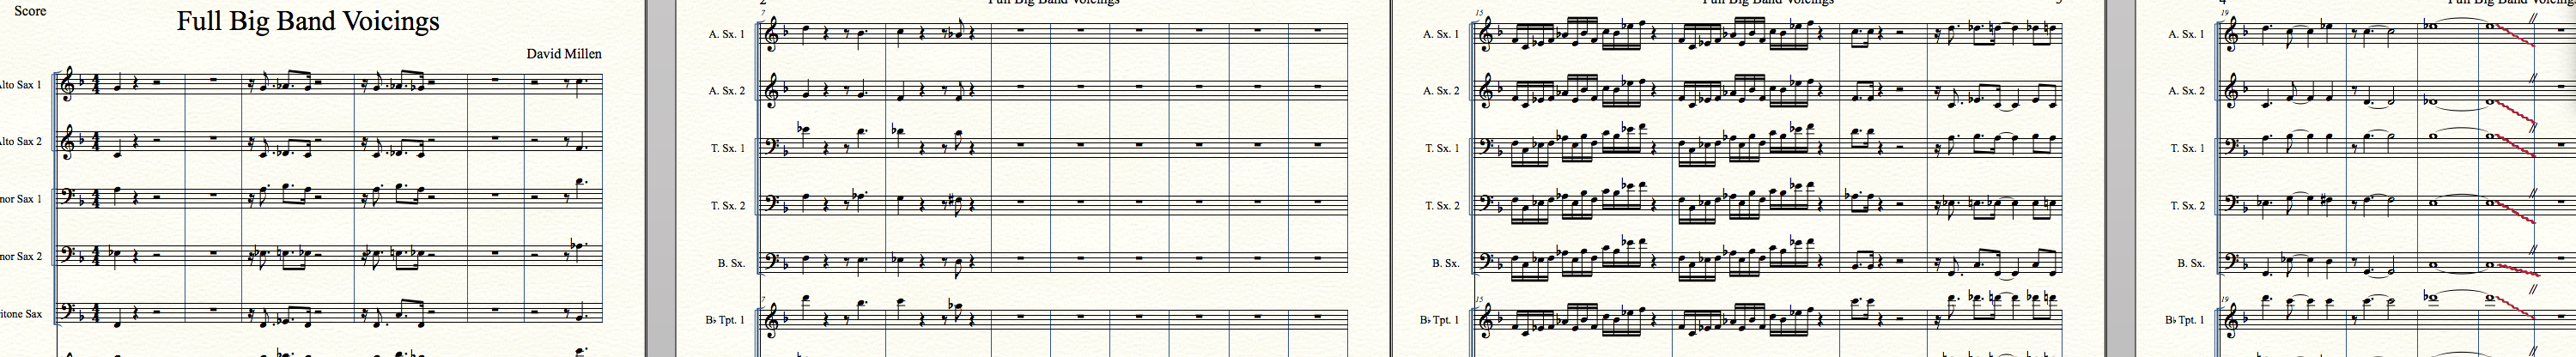 Score
Full Big Band Voicings
David Millen
Alto Sax 1
Alto Sax 2
nor Sax 1
nor Sax 2
ritone Sax
2
Full Big Band Voicings
7
A. Sx. 1
A. Sx. 2
T. Sx. 1
T. Sx. 2
B. Sx.
7
B♭ Tpt. 1
Full Big Band Voicings
3
15
A. Sx. 1
A. Sx. 2
T. Sx. 1
T. Sx. 2
B. Sx.
15
B♭ Tpt. 1
4
Full Big Band Voicings
19
A. Sx. 1
A. Sx. 2
T. Sx. 1
T. Sx. 2
B. Sx.
19
B♭ Tpt. 1